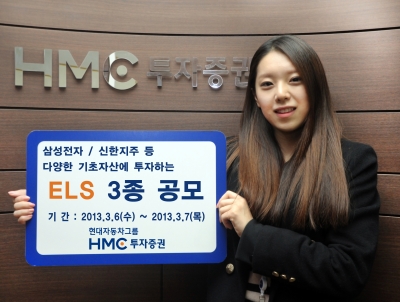 HMC 투자증권
삼성전자 / 신한지주 등
다양한 기초자산에 투자하는
ELS 3종 공모
기 간 : 2013,3,6(수) ~ 2013,3,7(목)
현대자동차그룹
HMC 투자증권